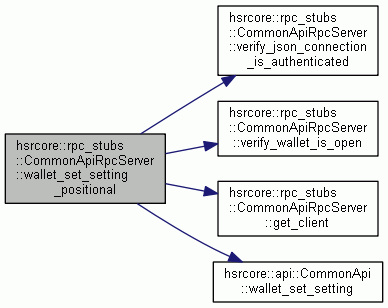 hsrcore::rpc_stubs
::CommonApiRpcServer
::wallet_set_setting
_positional
hsrcore::rpc_stubs
::CommonApiRpcServer
::verify_json_connection
_is_authenticated
hsrcore::rpc_stubs
::CommonApiRpcServer
::verify_wallet_is_open
hsrcore::rpc_stubs
::CommonApiRpcServer
::get_client
hsrcore::api::CommonApi
::wallet_set_setting